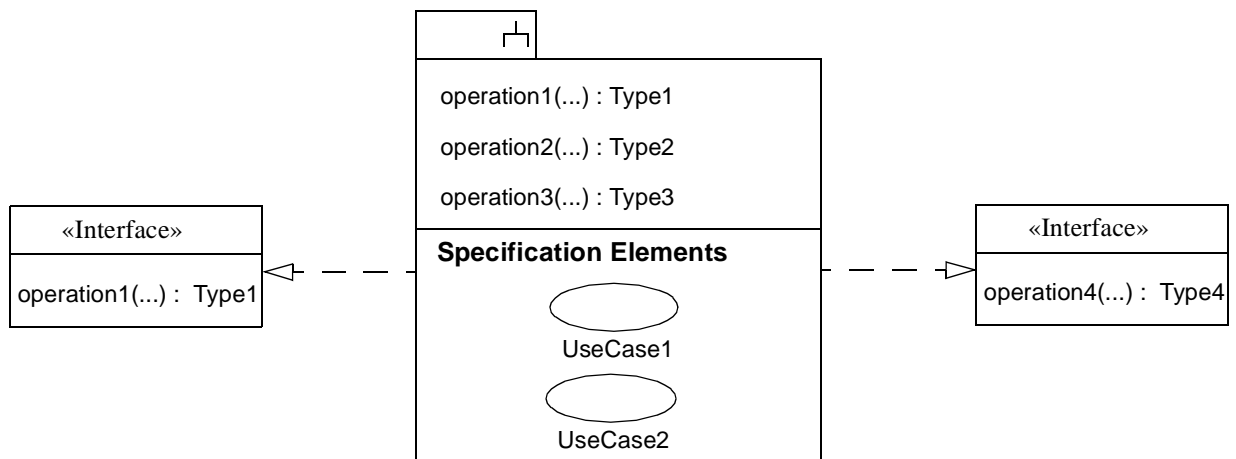 operation1(...) : Type1
operation2(...) : Type2
operation3(...) : Type3
«Interface»
operation1(...) :  Type1
Specification Elements
UseCase1
UseCase2
«Interface»
operation4(...) :  Type4